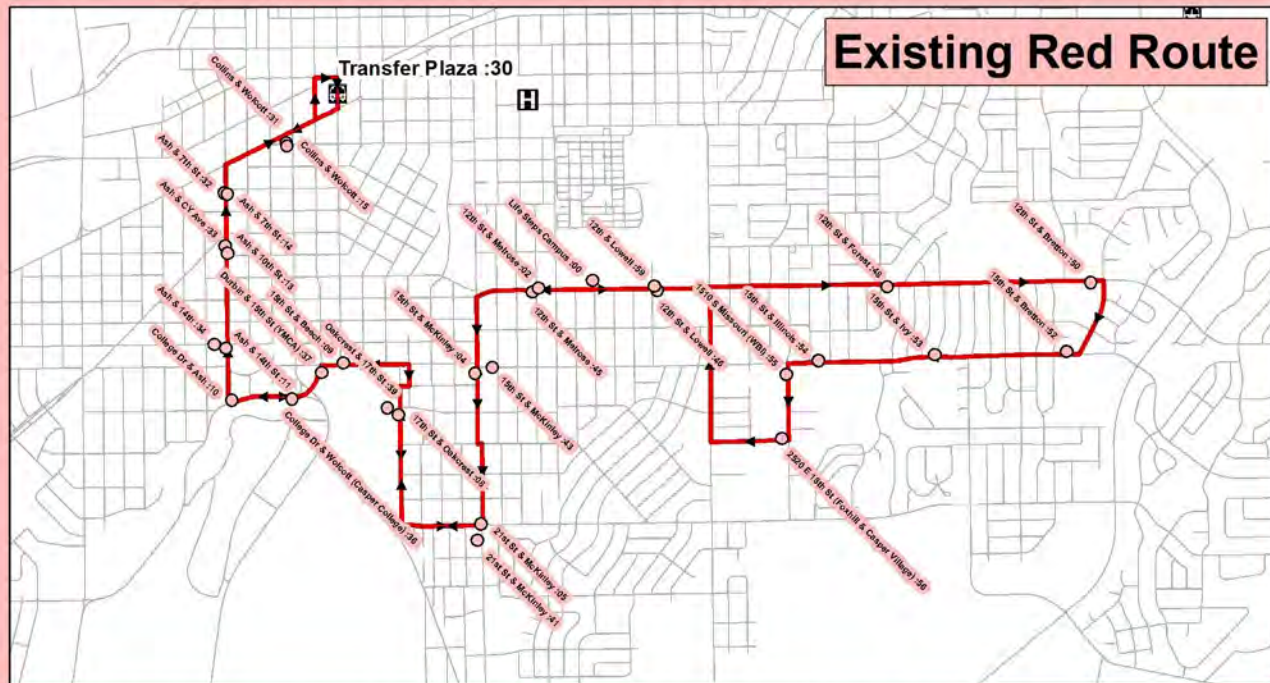 Existing Red Route
Transfer Plaza :30
H
Collins & Wolcott :31
Collins & Wolcott :15
Ash & 7th St :32
Ash & 7th St :14
Ash & CY Ave :33
Ash & 10th St :13
Ash & 14th :34
Ash & 14th St :11
College Dr & Ash :10
Durbin & 15th St (YMCA) :37
15th St & Beech :09
Oakcrest & 17th St :39
17th St & Oakcrest :08
College Dr & Wolcott (Casper College) :36
15th St & McKinley :04
15th St & McKinley :43
21st St & McKinley :05
21st St & McKinley :41
12th St & Melrose :02
12th St & Melrose :45
Life Steps Campus :00
12th & Lowell :59
12th St & Lowell :46
1510 S Missouri (WBI) :55
15th St & Illinois :54
12th St & Forest :48
15th St & Ivy :53
12th St & Bretton :50
15th St & Bretton :52
2520 E 18th St (Foxhill & Casper Village) :56